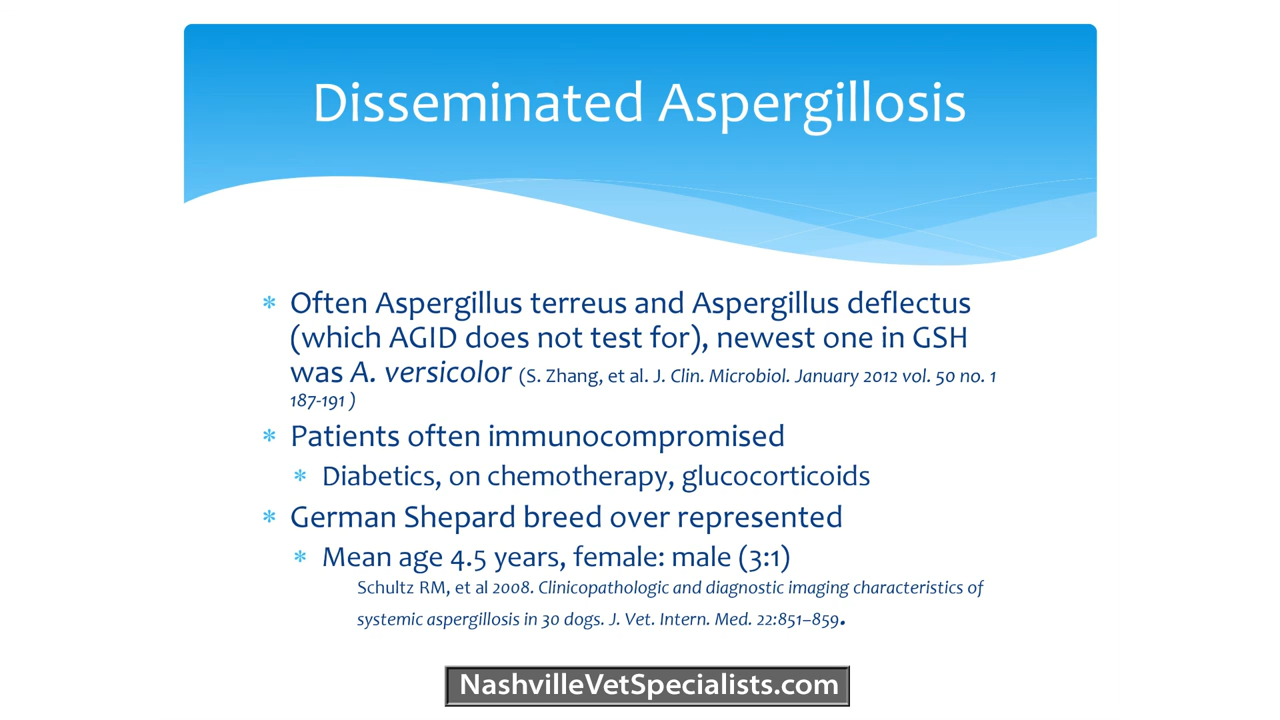 Disseminated Aspergillosis
* Often Aspergillus terreus and Aspergillus deflectus
(which AGID does not test for), newest one in GSH
was A. versicolor (S. Zhang, et al. J. Clin. Microbiol. January 2012 vol. 50 no. 1
187-191 )
* Patients often immunocompromised
* Diabetics, on chemotherapy, glucocorticoids
* German Shepard breed over represented
* Mean age 4.5 years, female: male (3:1)
Schultz RM, et al 2008. Clinicopathologic and diagnostic imaging characteristics of
systemic aspergillosis in 30 dogs. J. Vet. Intern. Med. 22:851–859.
NashvilleVetSpecialists.com